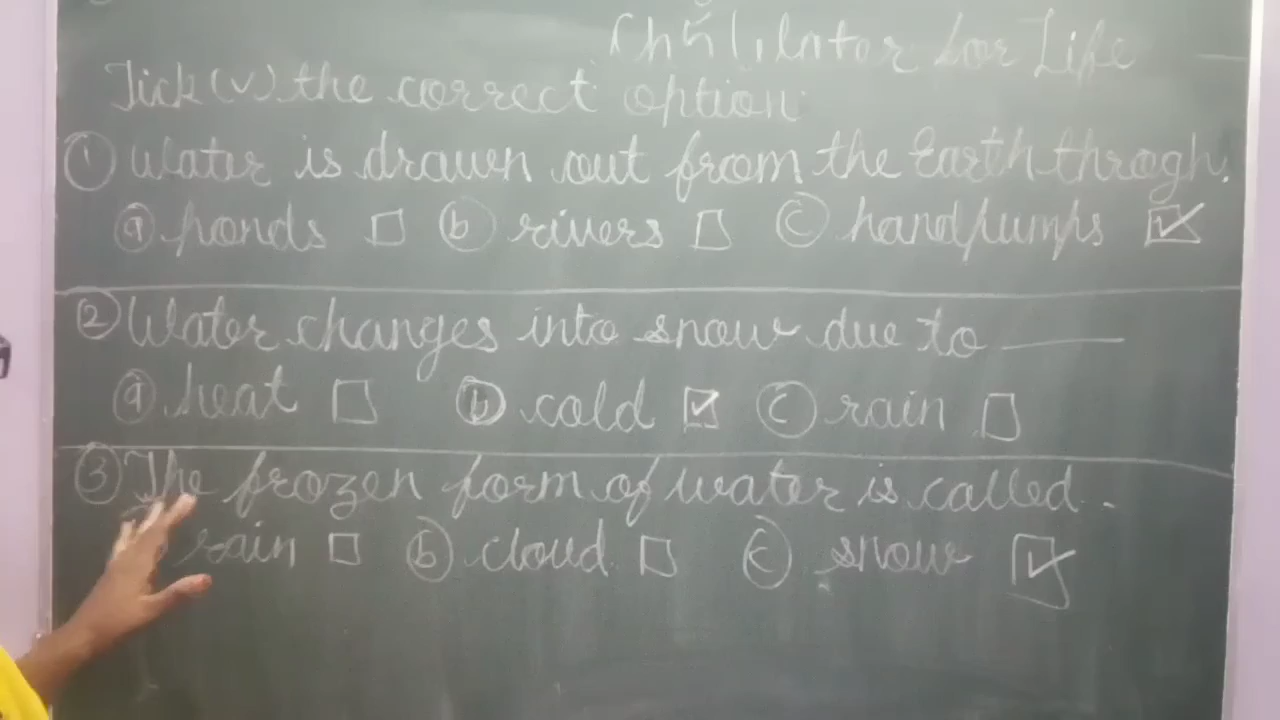 Water for Life
Tick (✓) the correct option
① Water is drawn out from the Earth throgh.
ⓐ ponds ☐ ⓑ rivers ☐ ⓒ handpumps ☑
② Water changes into snow due to ———
ⓐ heat ☐ ⓑ cold ☑ ⓒ rain ☐
③ The frozen form of water is called.
rain ☐ ⓑ cloud ☐ ⓒ snow ☑